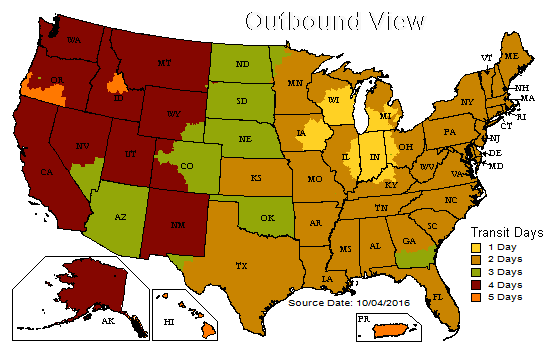 Outbound View
WA
MT
ND
MN
VT
ME
OR
ID
SD
WI
MI
NY
NH
MA
RI
CT
WY
IA
PA
NJ
NV
NE
OH
DE
IL
IN
MD
UT
CO
WV
VA
CA
KS
MO
KY
NC
TN
AZ
NM
OK
AR
SC
MS
AL
GA
TX
LA
FL
Transit Days
1 Day
2 Days
3 Days
4 Days
5 Days
Source Date: 10/04/2016
AK
HI
PR